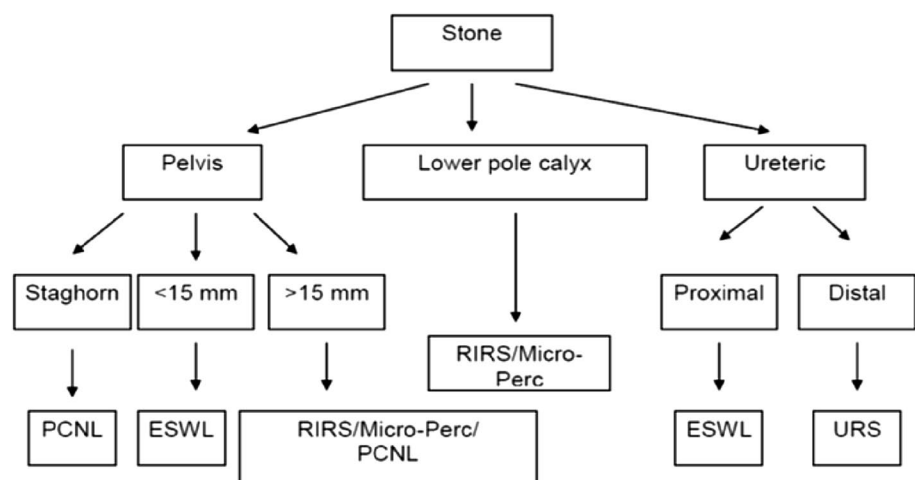 Stone
Pelvis
Lower pole calyx
Ureteric
Staghorn
<15 mm
>15 mm
Proximal
Distal
RIRS/Micro-
Perc
PCNL
ESWL
RIRS/Micro-Perc/
PCNL
ESWL
URS